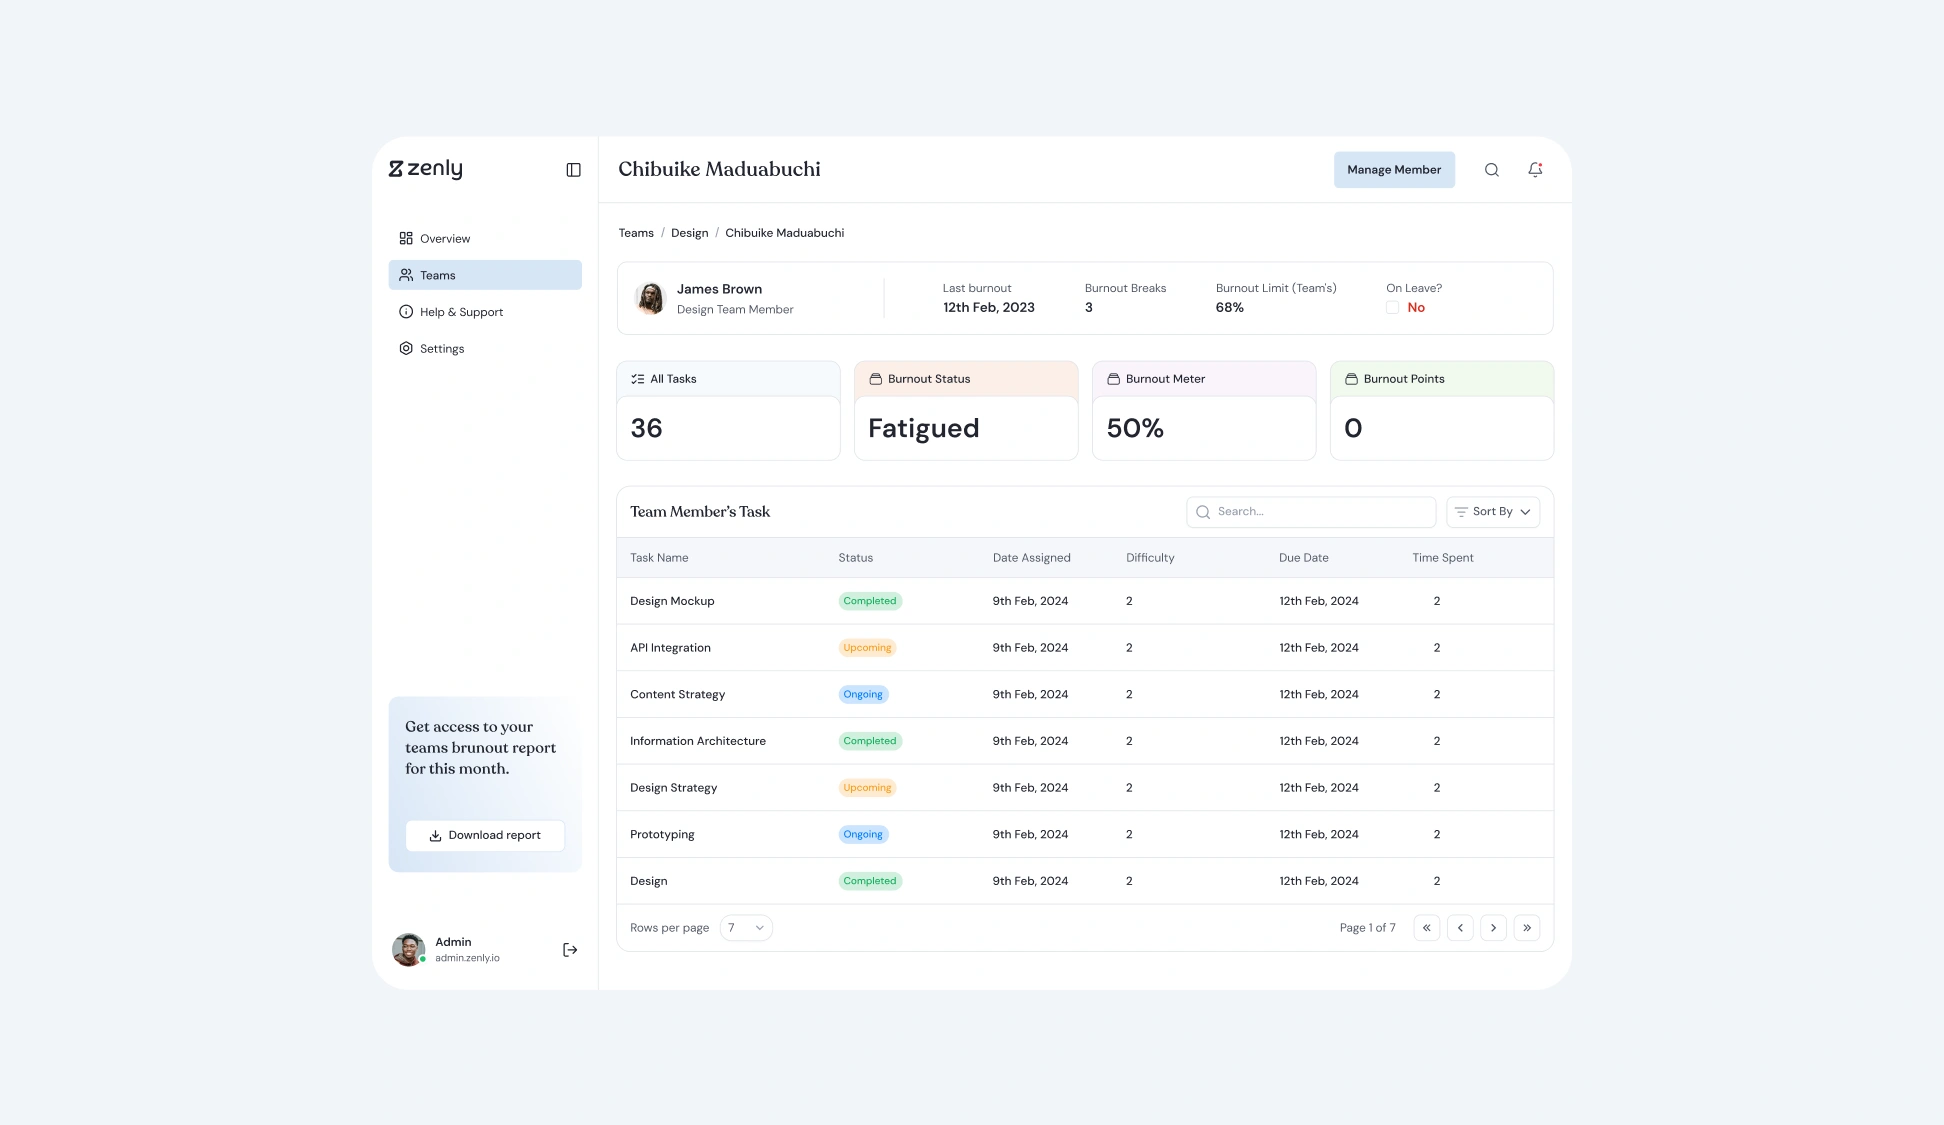 zenly
Chibuike Maduabuchi
Manage Member
Overview
Teams
Help & Support
Settings
Teams / Design / Chibuike Maduabuchi
James Brown
Design Team Member
Last burnout
12th Feb, 2023
Burnout Breaks
3
Burnout Limit (Team's)
68%
On Leave?
No
All Tasks
36
Burnout Status
Fatigued
Burnout Meter
50%
Burnout Points
0
Team Member's Task
Search...
Sort By
Task Name Status Date Assigned Difficulty Due Date Time Spent
Design Mockup Completed 9th Feb, 2024 2 12th Feb, 2024 2
API Integration Upcoming 9th Feb, 2024 2 12th Feb, 2024 2
Content Strategy Ongoing 9th Feb, 2024 2 12th Feb, 2024 2
Information Architecture Completed 9th Feb, 2024 2 12th Feb, 2024 2
Design Strategy Upcoming 9th Feb, 2024 2 12th Feb, 2024 2
Prototyping Ongoing 9th Feb, 2024 2 12th Feb, 2024 2
Design Completed 9th Feb, 2024 2 12th Feb, 2024 2
Rows per page 7
Page 1 of 7
Get access to your
teams brunout report
for this month.
Download report
Admin
admin.zenly.io